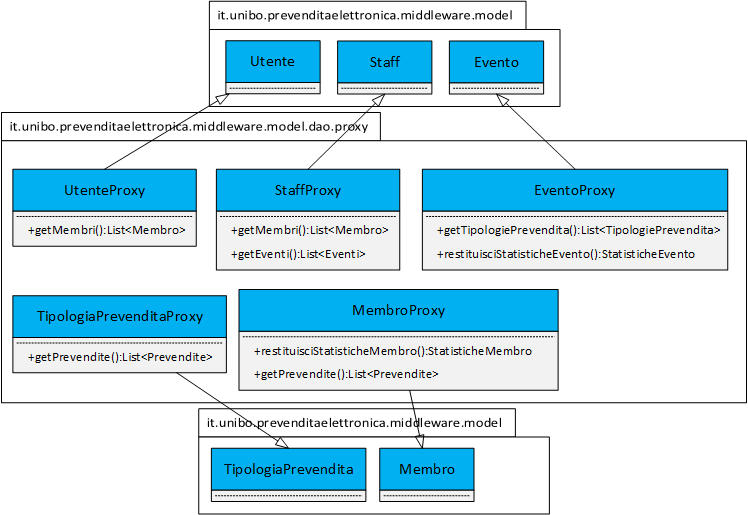 it.unibo.prevenditaelettronica.middleware.model
Utente
Staff
Evento
it.unibo.prevenditaelettronica.middleware.model.dao.proxy
UtenteProxy
+getMembri():List<Membro>
StaffProxy
+getMembri():List<Membro>
+getEventi():List<Eventi>
EventoProxy
+getTipologiePrevendita():List<TipologiePrevendita>
+restituisciStatisticheEvento():StatisticheEvento
TipologiaPrevenditaProxy
+getPrevendite():List<Prevendite>
MembroProxy
+restituisciStatisticheMembro():StatisticheMembro
+getPrevendite():List<Prevendite>
it.unibo.prevenditaelettronica.middleware.model
TipologiaPrevendita
Membro